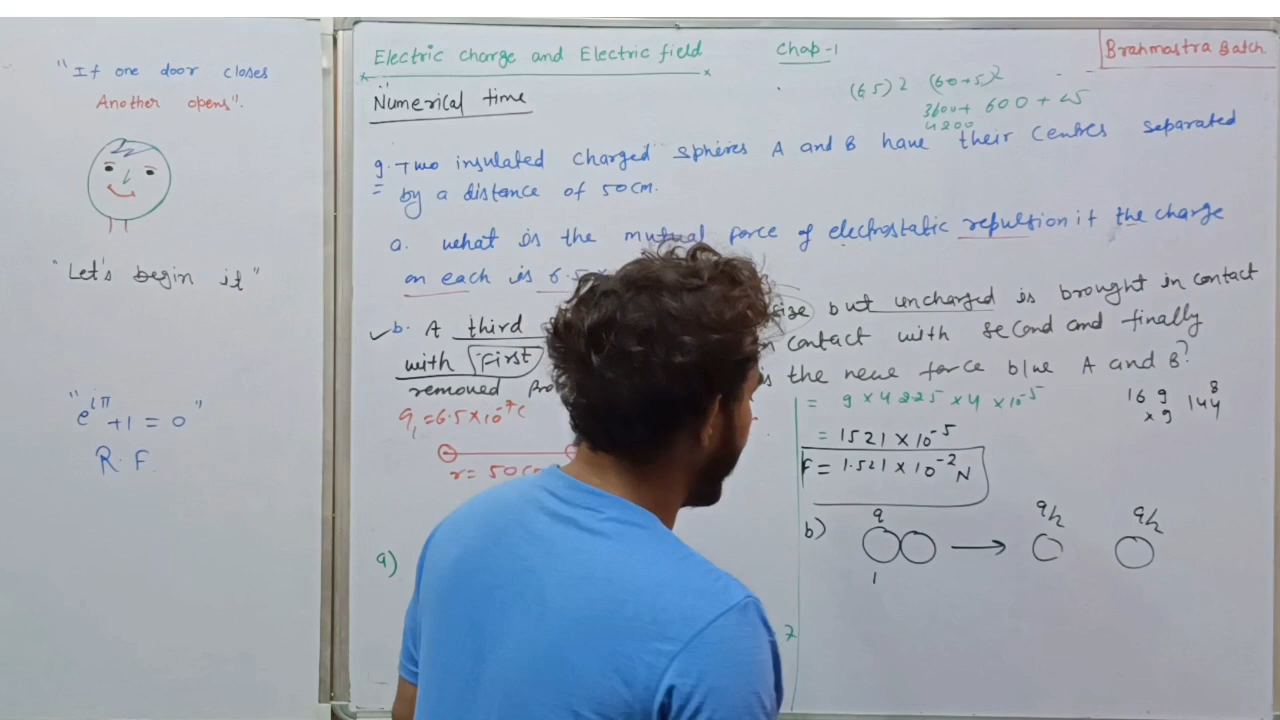 "If one door closes
Another opens".
"Let's begin it"
"e^iπ +1 = 0"
R. F.
Electric charge and Electric field Chap-1
Brahmastra Batch
Numerical time
(65)2 (60+5)²
3600+ 600 + 25
4200
9. Two insulated charged spheres A and B have their Centres separated
= by a distance of 50cm.
a. what is the mutual force of electrostatic repulsion if the charge
on each is 6.5
b. A third size but uncharged is brought in contact
with First in contact with second and finally
removed is the new force b/w A and B?
q₁ = 6.5×10⁻⁷C
r = 50cm
a)
= 9 × 4225 × 4 × 10⁻⁵
= 1521 × 10⁻⁵
F = 1.521 × 10⁻² N
16 9
× 9
8
144
b) q q/2 q/2
1
7